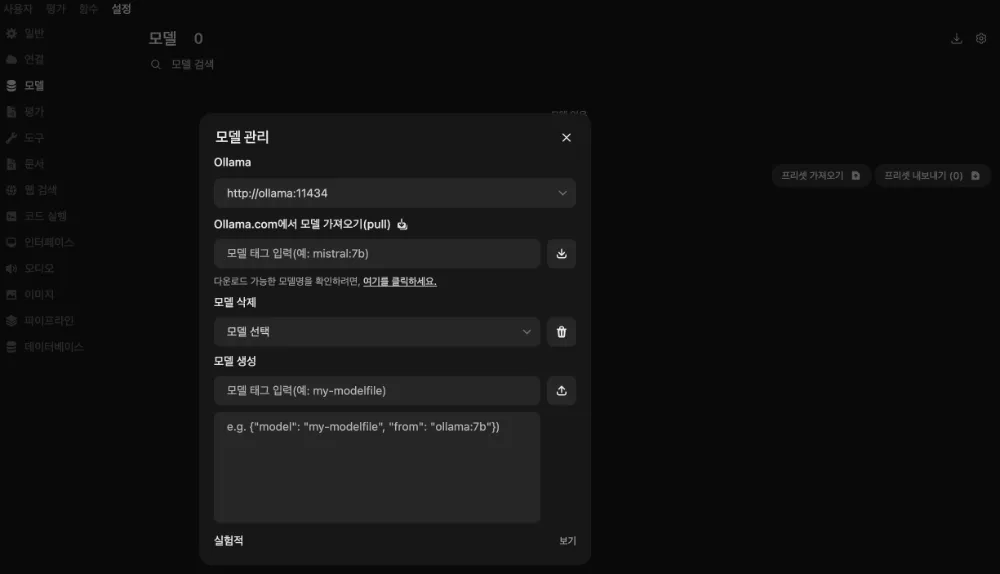 사용자 평가 함수 설정
일반
연결
모델
평가
도구
문서
웹 검색
코드 실행
인터페이스
오디오
이미지
파이프라인
데이터베이스
모델 0
모델 검색
프리셋 가져오기
프리셋 내보내기 (0)
모델 관리
Ollama
http://ollama:11434
Ollama.com에서 모델 가져오기(pull)
모델 태그 입력(예: mistral:7b)
다운로드 가능한 모델명을 확인하려면, 여기를 클릭하세요.
모델 삭제
모델 선택
모델 생성
모델 태그 입력(예: my-modelfile)
e.g. {"model": "my-modelfile", "from": "ollama:7b"})
실험적 보기